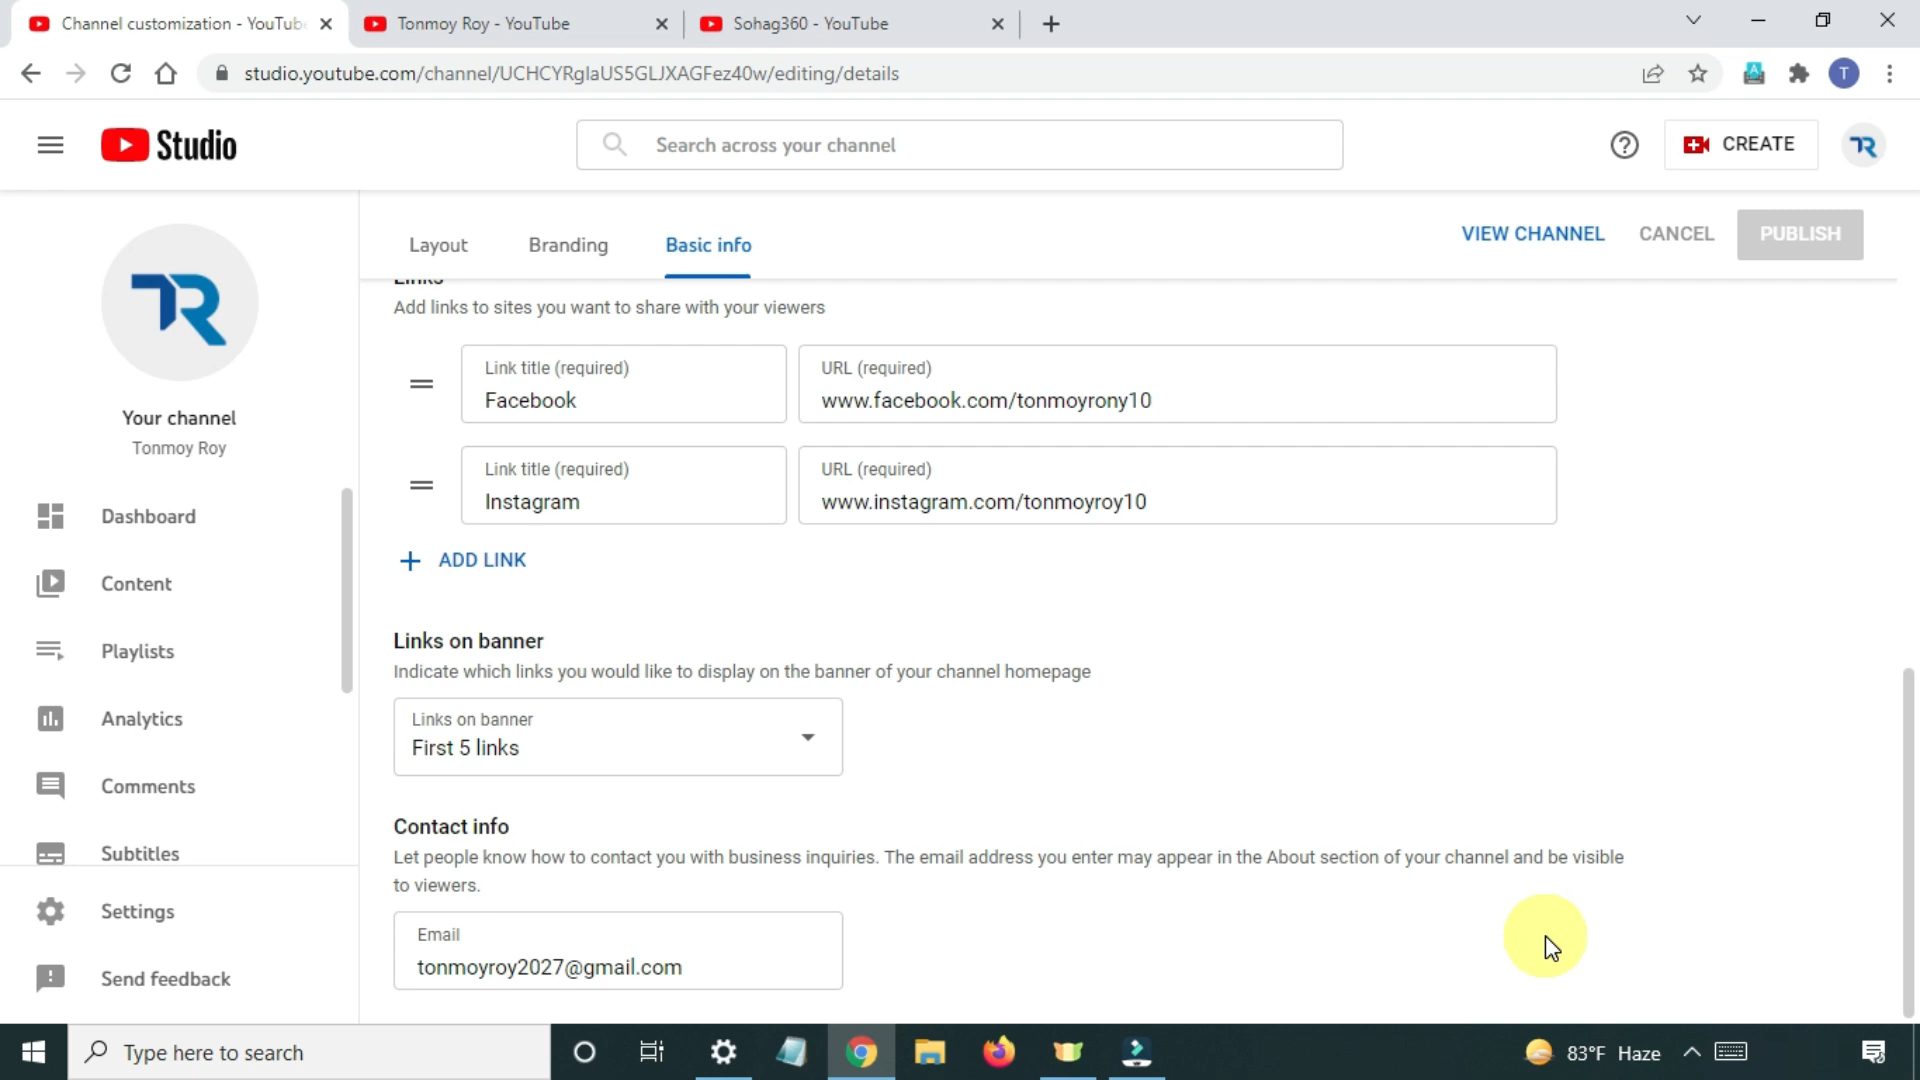 Channel customization - YouTube
Tonmoy Roy - YouTube
Sohag360 - YouTube
studio.youtube.com/channel/UCHCYRglaUS5GLJXAGFez40w/editing/details
T
Studio
Search across your channel
CREATE
TR
TR
Your channel
Tonmoy Roy
Dashboard
Content
Playlists
Analytics
Comments
Subtitles
Settings
Send feedback
Layout
Branding
Basic info
VIEW CHANNEL
CANCEL
PUBLISH
Links
Add links to sites you want to share with your viewers
Link title (required)
Facebook
URL (required)
www.facebook.com/tonmoyrony10
Link title (required)
Instagram
URL (required)
www.instagram.com/tonmoyroy10
ADD LINK
Links on banner
Indicate which links you would like to display on the banner of your channel homepage
Links on banner
First 5 links
Contact info
Let people know how to contact you with business inquiries. The email address you enter may appear in the About section of your channel and be visible
to viewers.
Email
tonmoyroy2027@gmail.com
Type here to search
83°F Haze